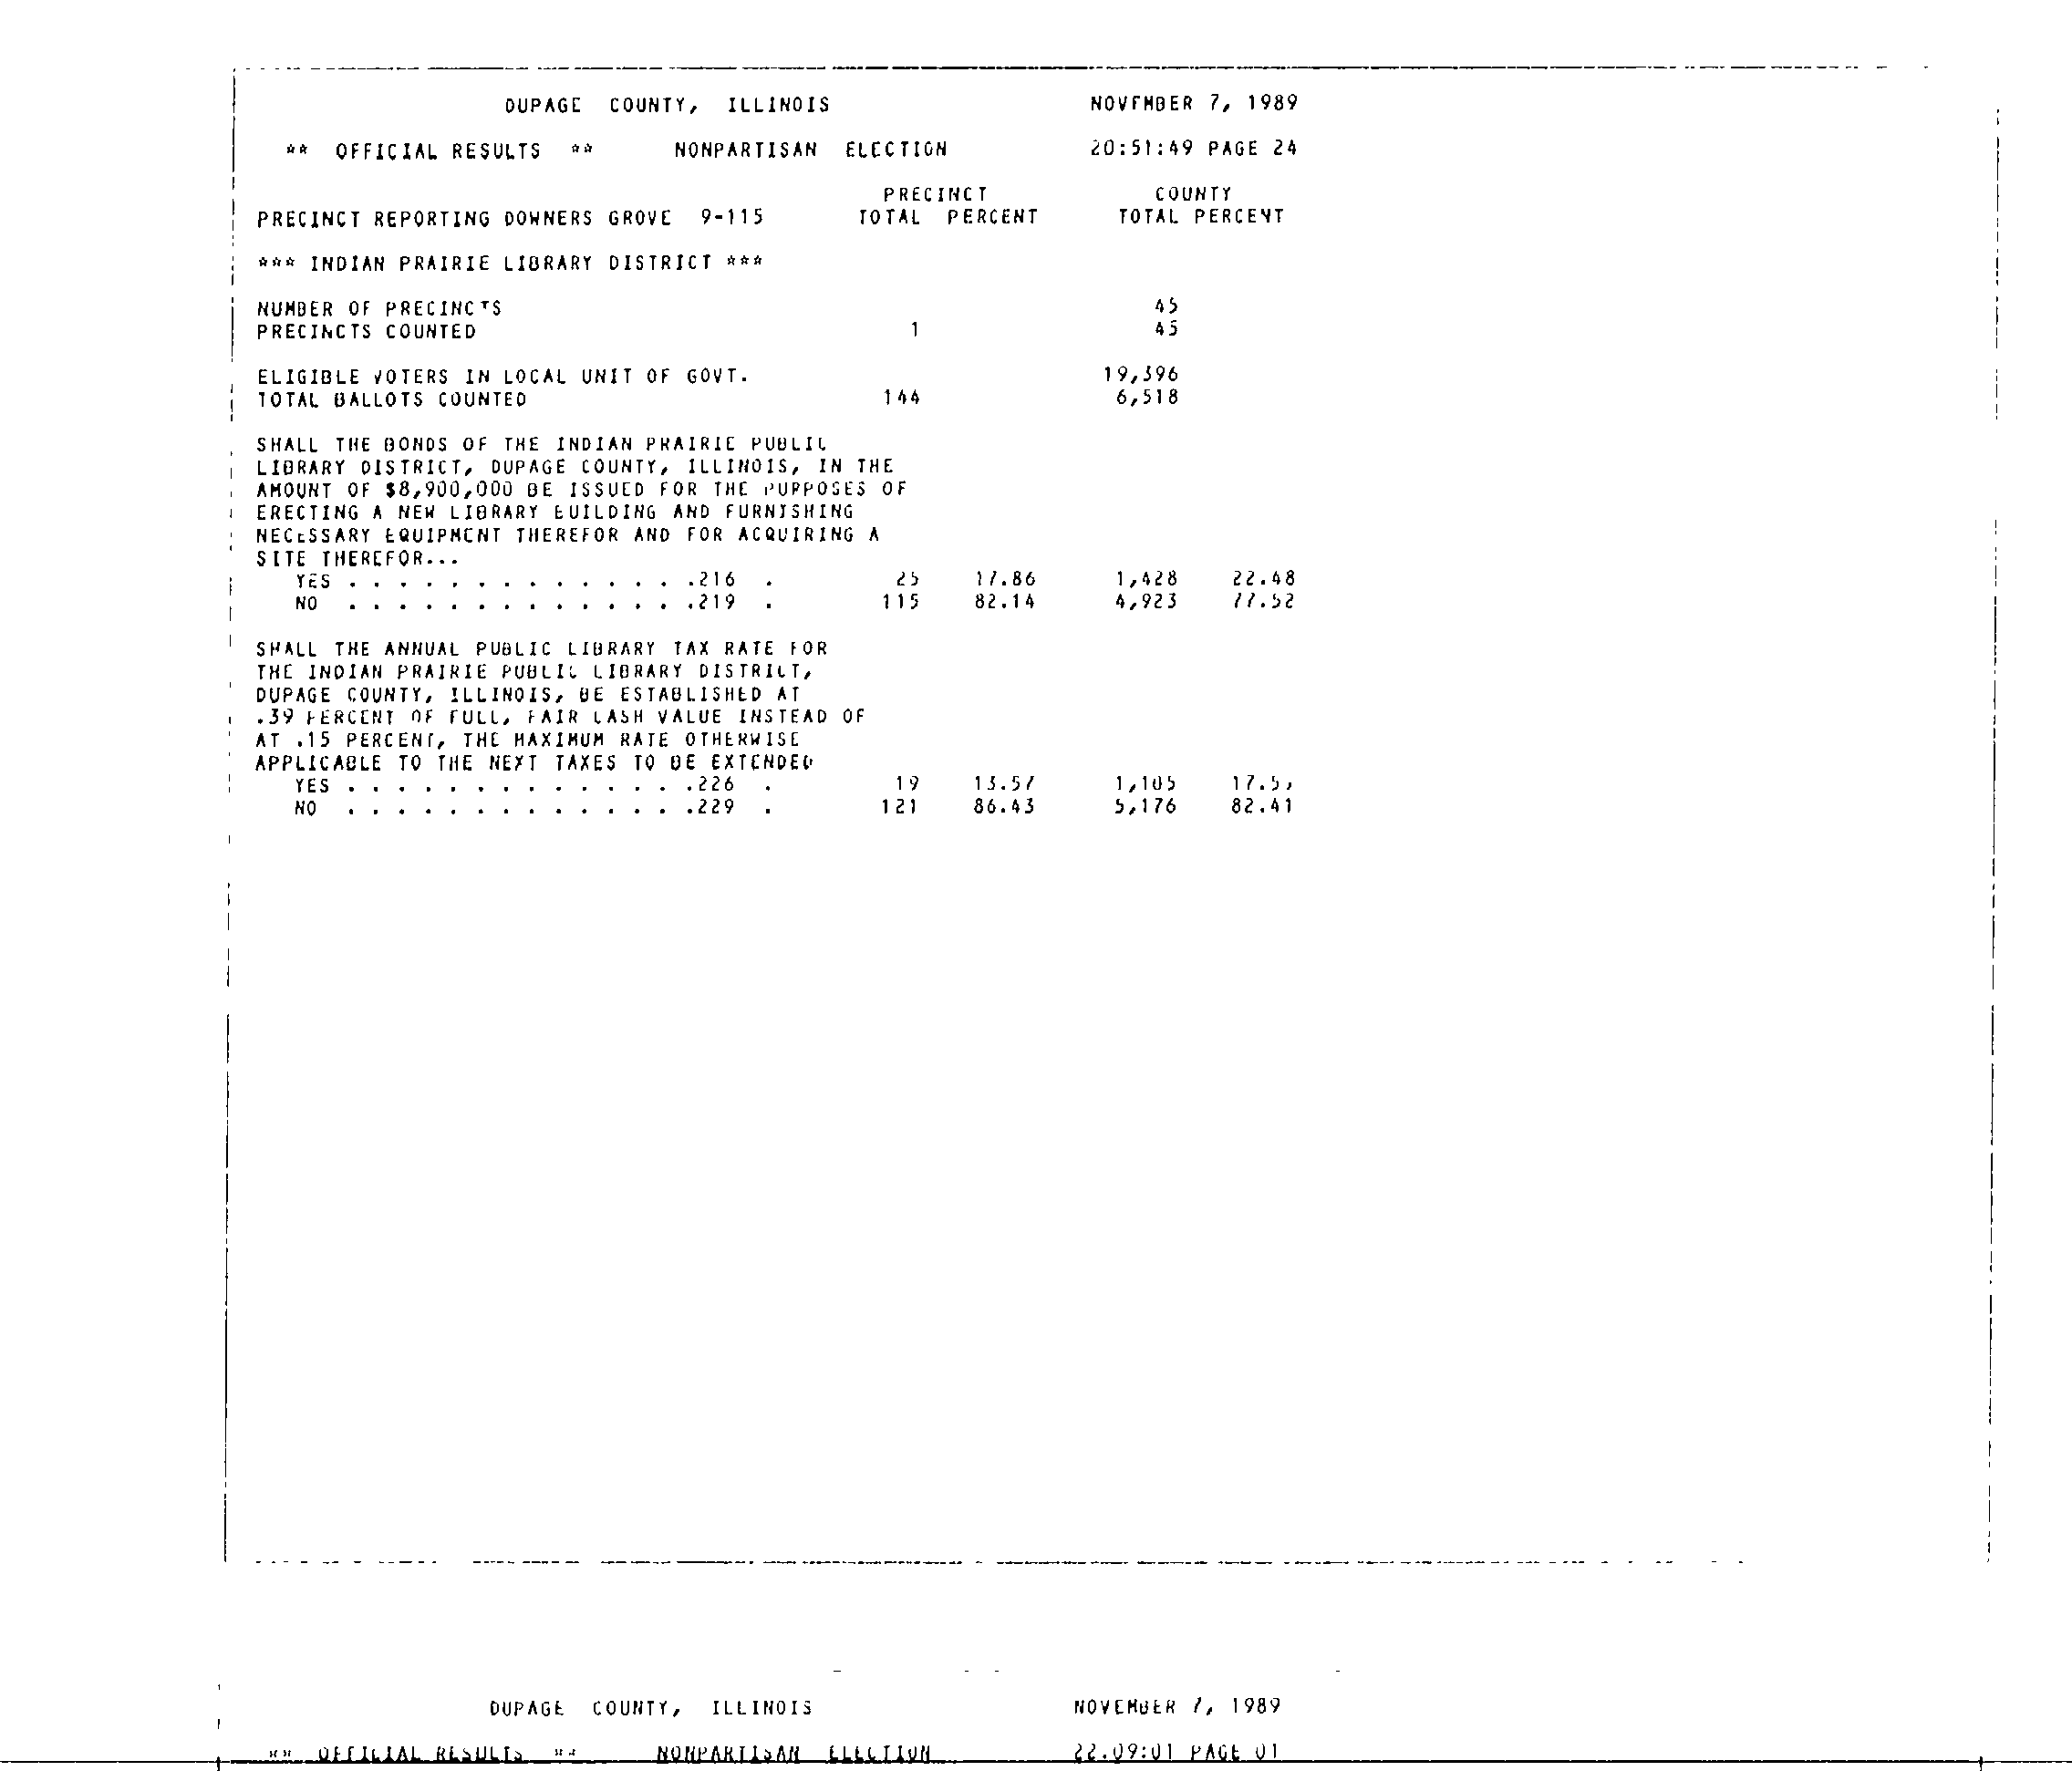 DUPAGE COUNTY, ILLINOIS NOVEMBER 7, 1989
** OFFICIAL RESULTS ** NONPARTISAN ELECTION 20:51:49 PAGE 24
PRECINCT COUNTY
PRECINCT REPORTING DOWNERS GROVE 9-115 TOTAL PERCENT TOTAL PERCENT
*** INDIAN PRAIRIE LIBRARY DISTRICT ***
NUMBER OF PRECINCTS 45
PRECINCTS COUNTED 1 45
ELIGIBLE VOTERS IN LOCAL UNIT OF GOVT. 19,396
TOTAL BALLOTS COUNTED 144 6,518
SHALL THE BONDS OF THE INDIAN PRAIRIE PUBLIC
LIBRARY DISTRICT, DUPAGE COUNTY, ILLINOIS, IN THE
AMOUNT OF $8,900,000 BE ISSUED FOR THE PURPOSES OF
ERECTING A NEW LIBRARY BUILDING AND FURNISHING
NECESSARY EQUIPMENT THEREFOR AND FOR ACQUIRING A
SITE THEREFOR...
YES . . . . . . . . . . . . . .216 . 25 17.86 1,428 22.48
NO . . . . . . . . . . . . . .219 . 115 82.14 4,923 77.52
SHALL THE ANNUAL PUBLIC LIBRARY TAX RATE FOR
THE INDIAN PRAIRIE PUBLIC LIBRARY DISTRICT,
DUPAGE COUNTY, ILLINOIS, BE ESTABLISHED AT
.39 PERCENT OF FULL, FAIR CASH VALUE INSTEAD OF
AT .15 PERCENT, THE MAXIMUM RATE OTHERWISE
APPLICABLE TO THE NEXT TAXES TO BE EXTENDED
YES . . . . . . . . . . . . . .226 . 19 13.57 1,105
NO . . . . . . . . . . . . . .229 . 121 86.43 5,176 82.41
DUPAGE COUNTY, ILLINOIS NOVEMBER 7, 1989
** OFFICIAL RESULTS ** NONPARTISAN ELECTION 22:09:01 PAGE 01